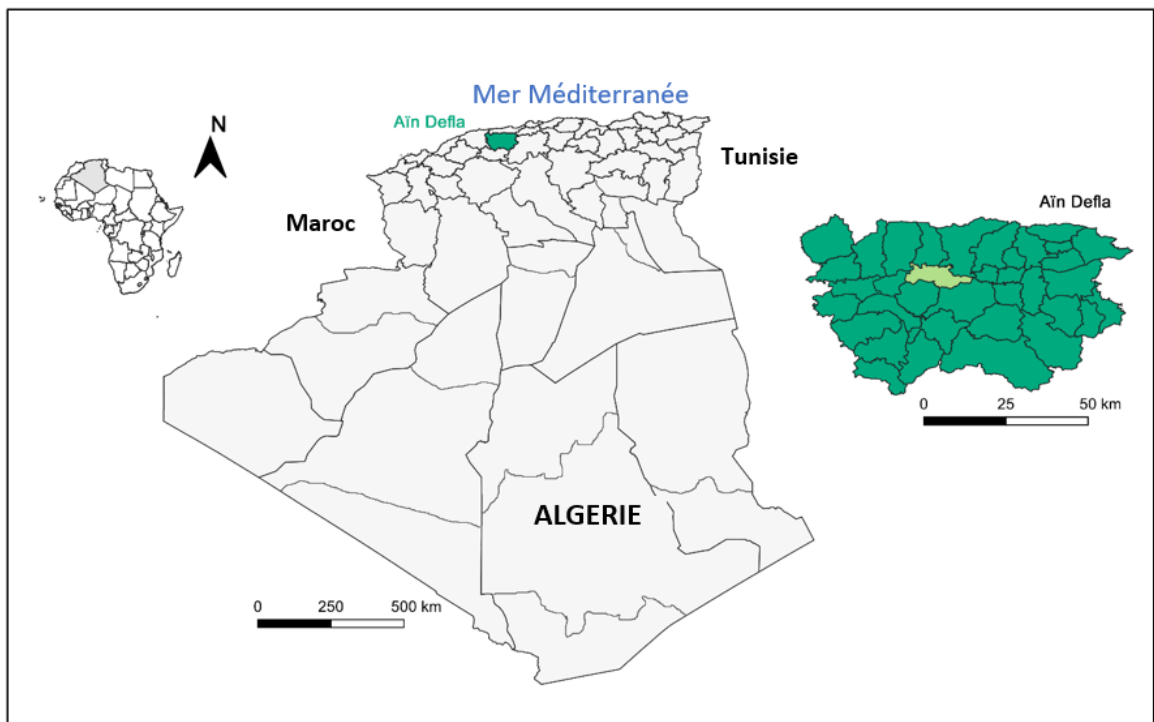 Mer Méditerranée
Aïn Defla
N
Tunisie
Maroc
Aïn Defla
0 25 50 km
ALGERIE
0 250 500 km